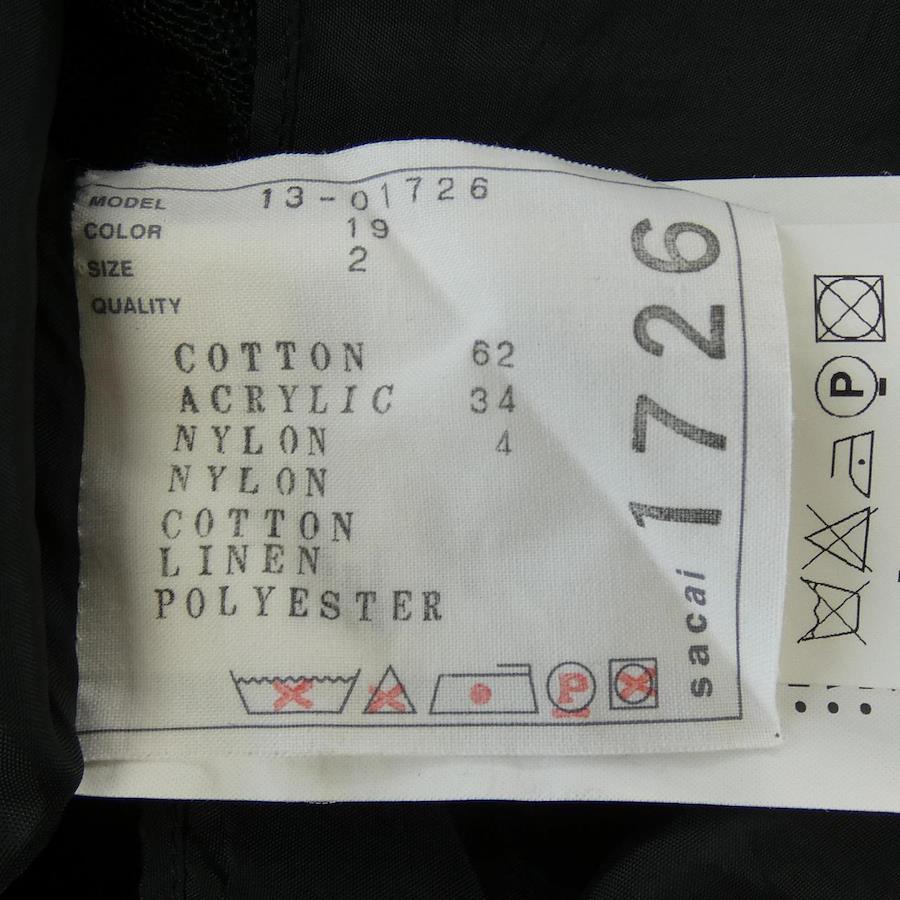 MODEL 13-01726
COLOR 19
SIZE 2
QUALITY
COTTON 62
ACRYLIC 34
NYLON 4
NYLON
COTTON
LINEN
POLYESTER
P
sacai 1726
P